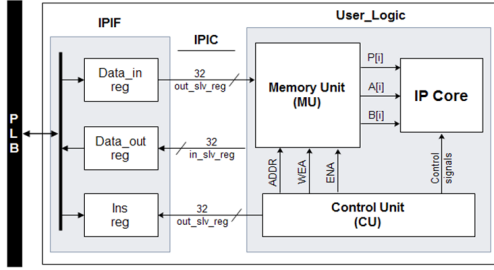 IPIF
IPIC
User_Logic
PLB
Data_in
reg
32
out_slv_reg
Memory Unit
(MU)
P[i]
A[i]
B[i]
IP Core
Data_out
reg
32
in_slv_reg
ADDR
WEA
ENA
Control
signals
Ins
reg
32
out_slv_reg
Control Unit
(CU)